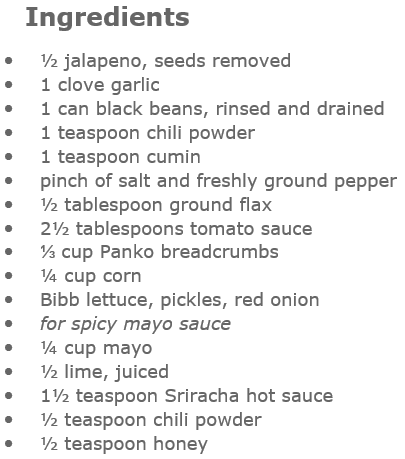 Ingredients
• ½ jalapeno, seeds removed
• 1 clove garlic
• 1 can black beans, rinsed and drained
• 1 teaspoon chili powder
• 1 teaspoon cumin
• pinch of salt and freshly ground pepper
• ½ tablespoon ground flax
• 2½ tablespoons tomato sauce
• ⅓ cup Panko breadcrumbs
• ¼ cup corn
• Bibb lettuce, pickles, red onion
• for spicy mayo sauce
• ¼ cup mayo
• ½ lime, juiced
• 1½ teaspoon Sriracha hot sauce
• ½ teaspoon chili powder
• ½ teaspoon honey